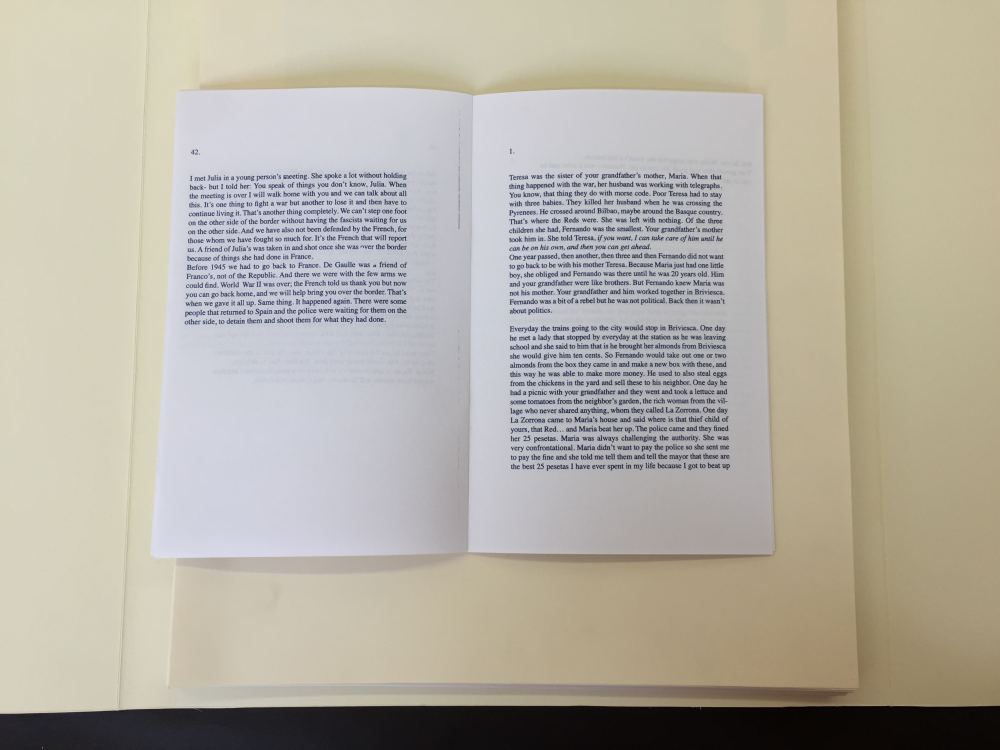 42.
I met Julia in a young person's meeting. She spoke a lot without holding
back- but I told her: You speak of things you don't know, Julia. When
the meeting is over I will walk home with you and we can talk about all
this. It's one thing to fight a war but another to lose it and then have to
continue living it. That's another thing completely. We can't step one foot
on the other side of the border without having the fascists waiting for us
on the other side. And we have also not been defended by the French, for
those whom we have fought so much for. It's the French that will report
us. A friend of Julia's was taken in and shot once she was over the border
because of things she had done in France.
Before 1945 we had to go back to France. De Gaulle was a friend of
Franco's, not of the Republic. And there we were with the few arms we
could find. World War II was over; the French told us thank you but now
you can go back home, and we will help bring you over the border. That's
when we gave it all up. Same thing. It happened again. There were some
people that returned to Spain and the police were waiting for them on the
other side, to detain them and shoot them for what they had done.
1.
Teresa was the sister of your grandfather's mother, Maria. When that
thing happened with the war, her husband was working with telegraphs.
You know, that thing they do with morse code. Poor Teresa had to stay
with three babies. They killed her husband when he was crossing the
Pyrenees. He crossed around Bilbao, maybe around the Basque country.
That's where the Reds were. She was left with nothing. Of the three
children she had, Fernando was the smallest. Your grandfather's mother
took him in. She told Teresa, if you want, I can take care of him until he
can be on his own, and then you can get ahead.
One year passed, then another, then three and then Fernando did not want
to go back to be with his mother Teresa. Because Maria just had one little
boy, she obliged and Fernando was there until he was 20 years old. Him
and your grandfather were like brothers. But Fernando knew Maria was
not his mother. Your grandfather and him worked together in Briviesca.
Fernando was a bit of a rebel but he was not political. Back then it wasn't
about politics.
Everyday the trains going to the city would stop in Briviesca. One day
he met a lady that stopped by everyday at the station as he was leaving
school and she said to him that is he brought her almonds from Briviesca
she would give him ten cents. So Fernando would take out one or two
almonds from the box they came in and make a new box with these, and
this way he was able to make more money. He used to also steal eggs
from the chickens in the yard and sell these to his neighbor. One day he
had a picnic with your grandfather and they went and took a lettuce and
some tomatoes from the neighbor's garden, the rich woman from the vil-
lage who never shared anything, whom they called La Zorrona. One day
La Zorrona came to Maria's house and said where is that thief child of
yours, that Red... and Maria beat her up. The police came and they fined
her 25 pesetas. Maria was always challenging the authority. She was
very confrontational. Maria didn't want to pay the police so she sent me
to pay the fine and she told me tell them and tell the mayor that these are
the best 25 pesetas I have ever spent in my life because I got to beat up